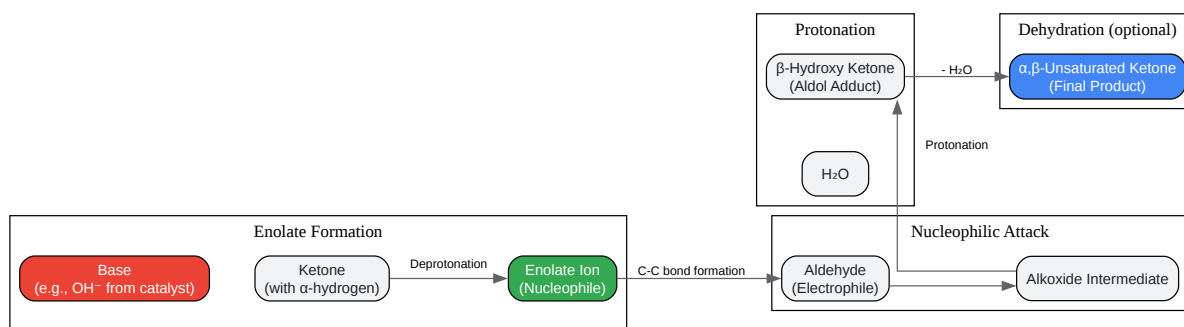 Protonation
Dehydration (optional)
β-Hydroxy Ketone
(Aldol Adduct)
- H₂O
α,β-Unsaturated Ketone
(Final Product)
Protonation
H₂O
Enolate Formation
Nucleophilic Attack
Base
(e.g., OH⁻ from catalyst)
Ketone
(with α-hydrogen)
Deprotonation
Enolate Ion
(Nucleophile)
C-C bond formation
Aldehyde
(Electrophile)
Alkoxide Intermediate